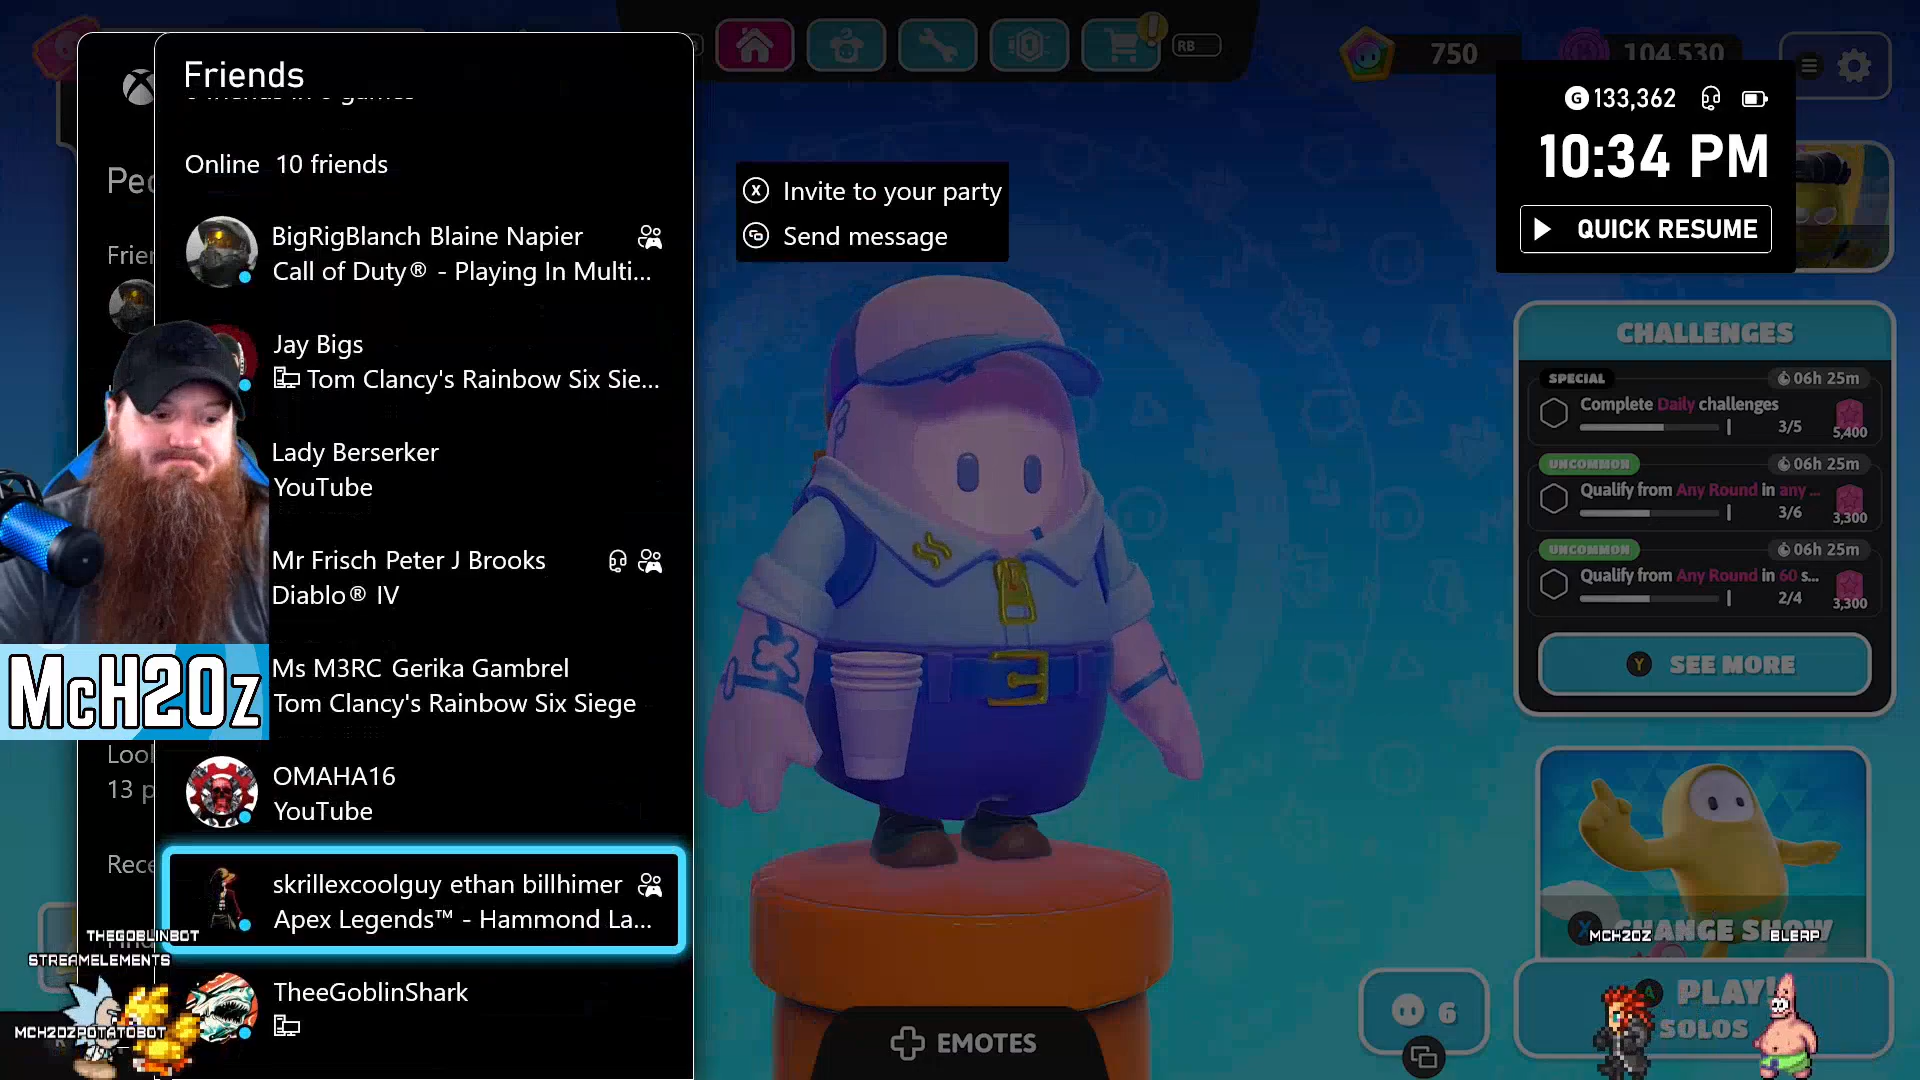 Friends
Online 10 friends
BigRigBlanch Blaine Napier
Call of Duty® - Playing In Multi...
Jay Bigs
Tom Clancy's Rainbow Six Sie...
Lady Berserker
YouTube
Mr Frisch Peter J Brooks
Diablo® IV
Ms M3RC Gerika Gambrel
Tom Clancy's Rainbow Six Siege
OMAHA16
YouTube
skrillexcoolguy ethan billhimer
Apex Legends™ - Hammond La...
TheeGoblinShark
McH2Oz
THEGOBLINBOT
STREAMELEMENTS
MCH2OZPOTATOBOT
X Invite to your party
Send message
RB
750
104,530
G 133,362
10:34 PM
QUICK RESUME
CHALLENGES
SPECIAL
06h 25m
Complete Daily challenges
3/5
5,400
UNCOMMON
06h 25m
Qualify from Any Round in any ...
3/6
3,300
UNCOMMON
06h 25m
Qualify from Any Round in 60 s...
2/4
3,300
Y SEE MORE
X CHANGE SHOW
MCH2OZ
BLERP
6
A PLAY!
SOLOS
EMOTES